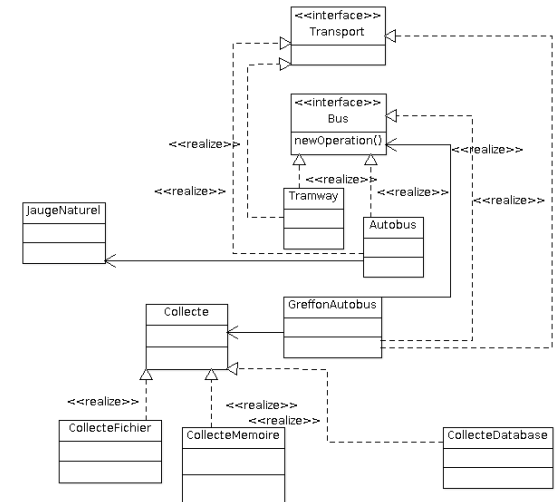 <<interface>>
Transport
<<interface>>
Bus
newOperation()
<<realize>>
<<realize>>
<<realize>>
<<realize>>
<<realize>>
<<realize>>
Tramway
JaugeNaturel
Autobus
Collecte
GreffonAutobus
<<realize>>
<<realize>>
<<realize>>
CollecteFichier
CollecteMemoire
CollecteDatabase